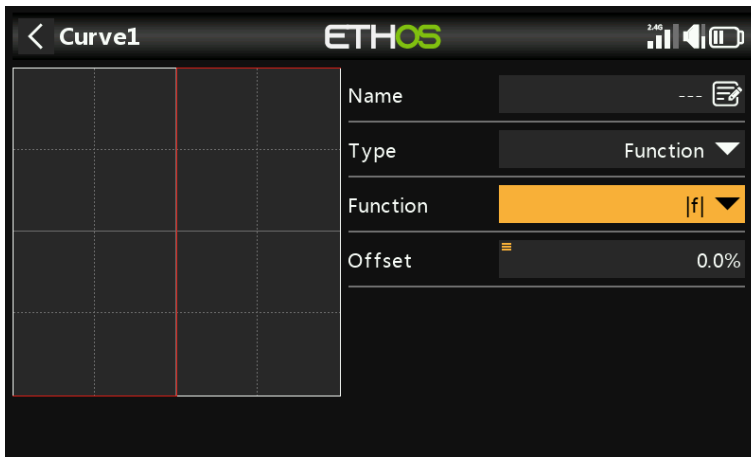 Curve1
ETHOS
2.4G
Name
---
Type
Function
Function
|f|
Offset
0.0%